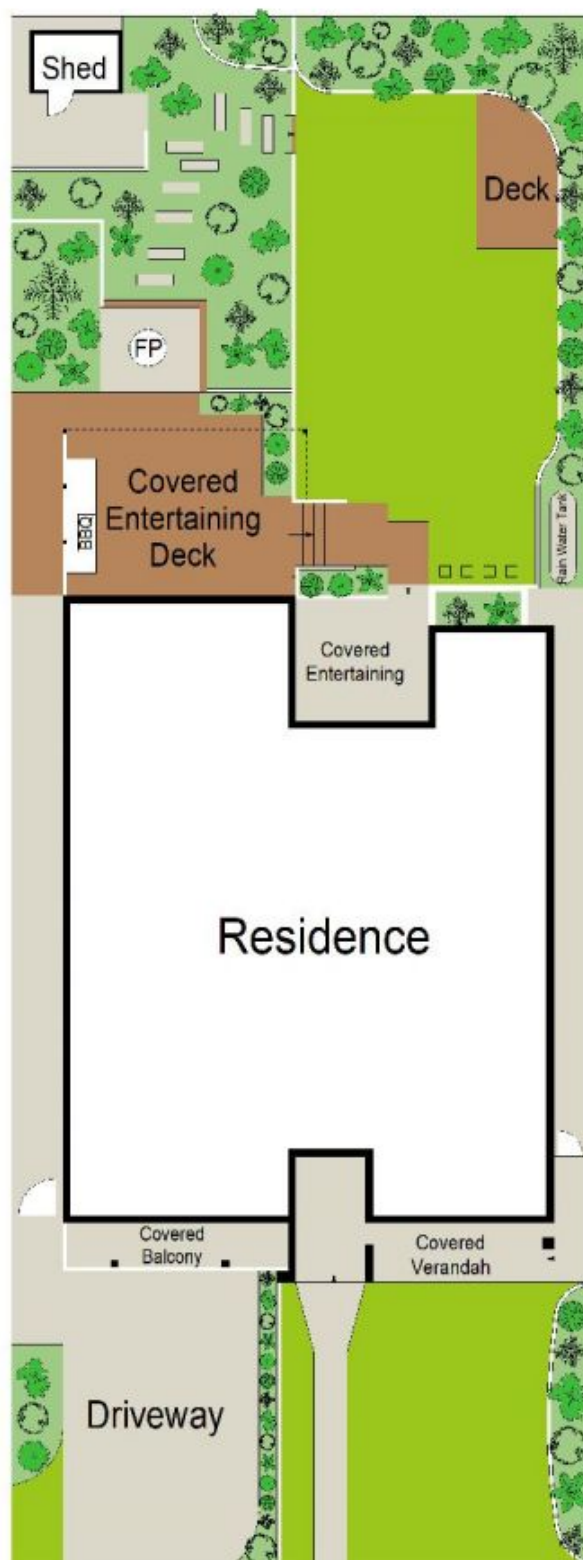 Shed
Deck
FP
Covered
Entertaining
Deck
BBQ
Rain Water Tank
Covered
Entertaining
Residence
Covered
Balcony
Covered
Verandah
Driveway